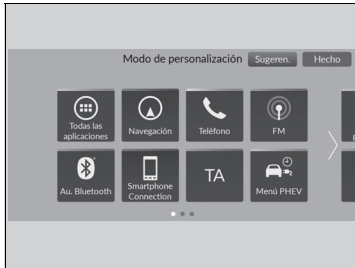 Modo de personalización Sugeren. Hecho
Todas las
aplicaciones
Navegación
Teléfono
FM
Au. Bluetooth
Smartphone
Connection
TA
Menú PHEV